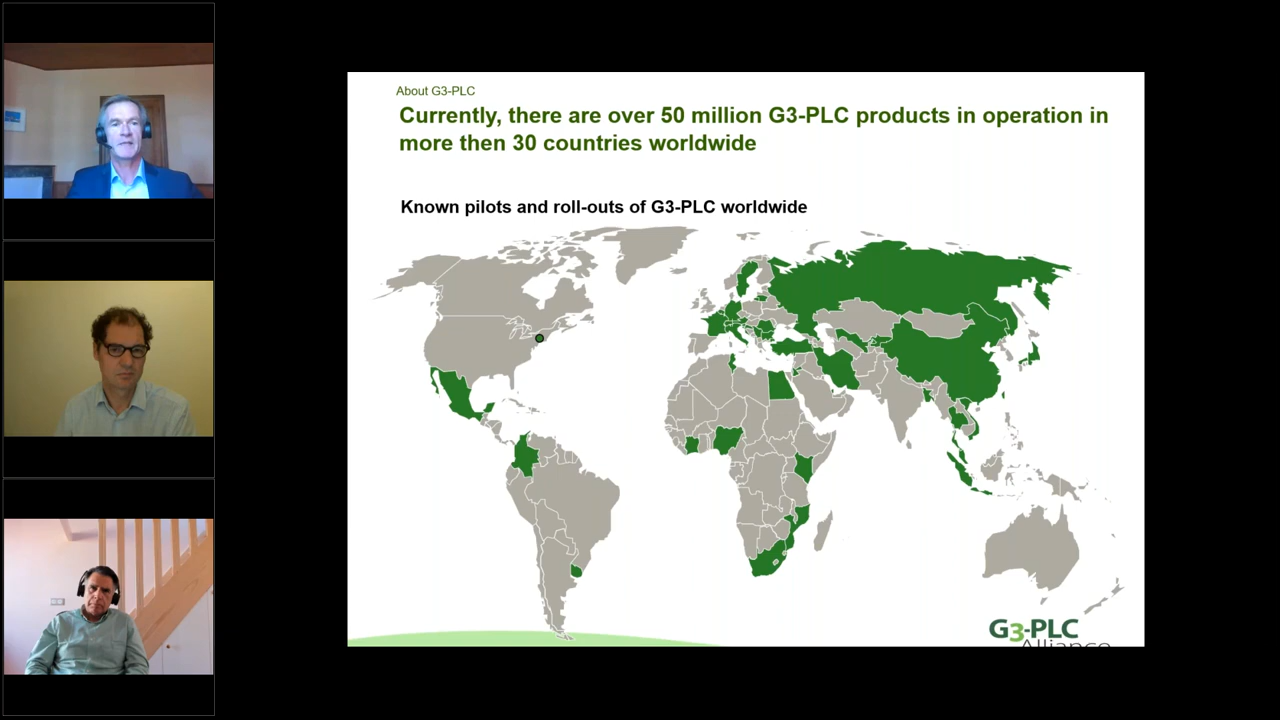 About G3-PLC
Currently, there are over 50 million G3-PLC products in operation in
more then 30 countries worldwide
Known pilots and roll-outs of G3-PLC worldwide
G3-PLC
Alliance